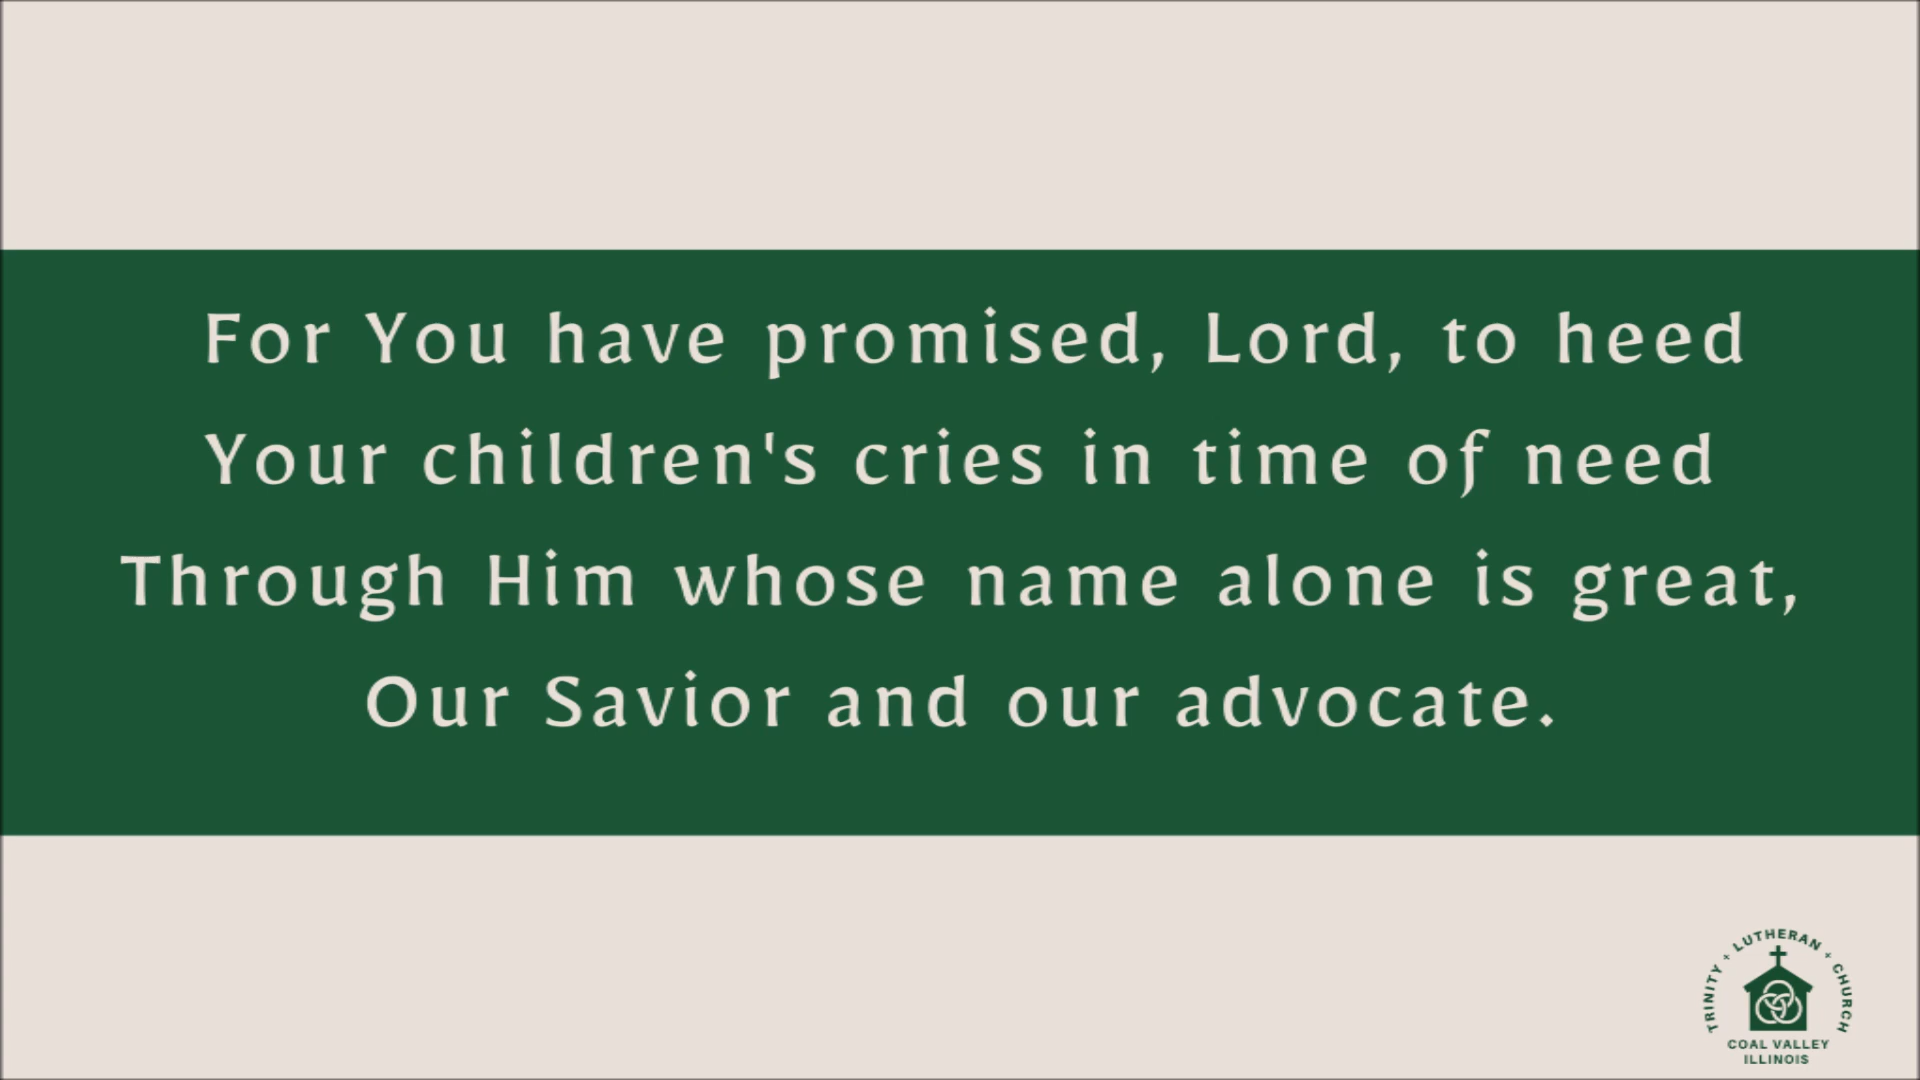 For You have promised, Lord, to heed
Your children's cries in time of need
Through Him whose name alone is great,
Our Savior and our advocate.
TRINITY + LUTHERAN + CHURCH
COAL VALLEY
ILLINOIS